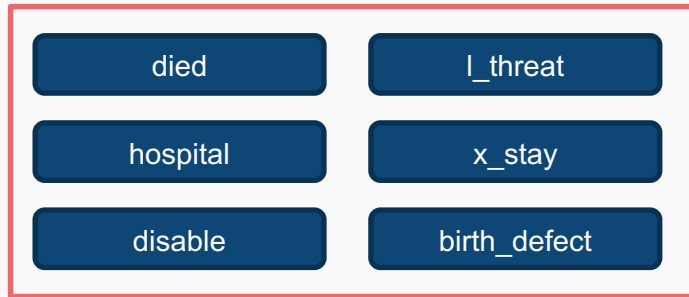 died
l_threat
hospital
x_stay
disable
birth_defect